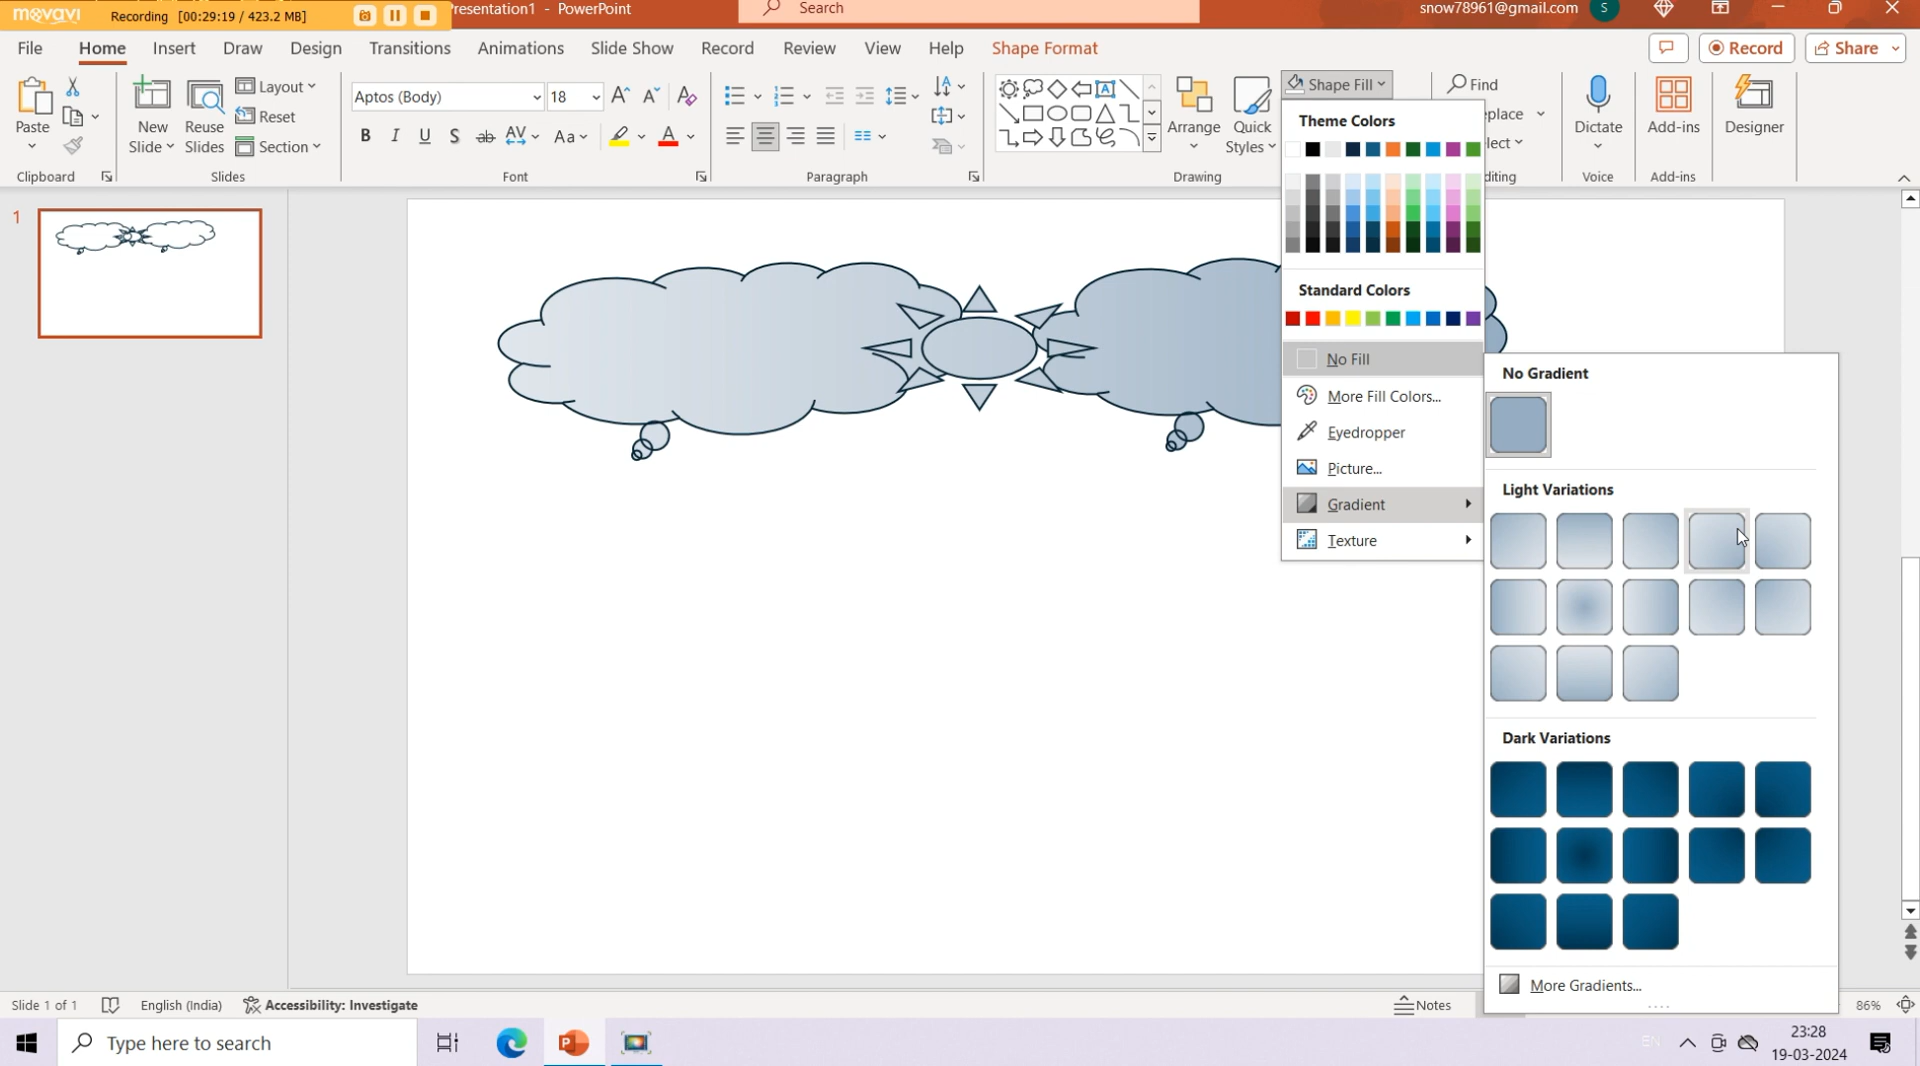 movavi Recording [00:29:19 / 423.2 MB]
Presentation1 - PowerPoint
Search
snow78961@gmail.com
S
File Home Insert Draw Design Transitions Animations Slide Show Record Review View Help Shape Format
Record Share
Paste
New Slide
Reuse Slides
Layout
Reset
Section
Aptos (Body) 18
B I U S ab AV Aa A
Arrange
Quick Styles
Shape Fill
Find
place
lect
Dictate
Add-ins
Designer
Clipboard Slides Font Paragraph Drawing diting Voice Add-ins
Theme Colors
Standard Colors
No Fill
More Fill Colors...
Eyedropper
Picture...
Gradient
Texture
No Gradient
Light Variations
Dark Variations
More Gradients...
1
Slide 1 of 1 English (India) Accessibility: Investigate Notes 86%
Type here to search
EN
23:28
19-03-2024